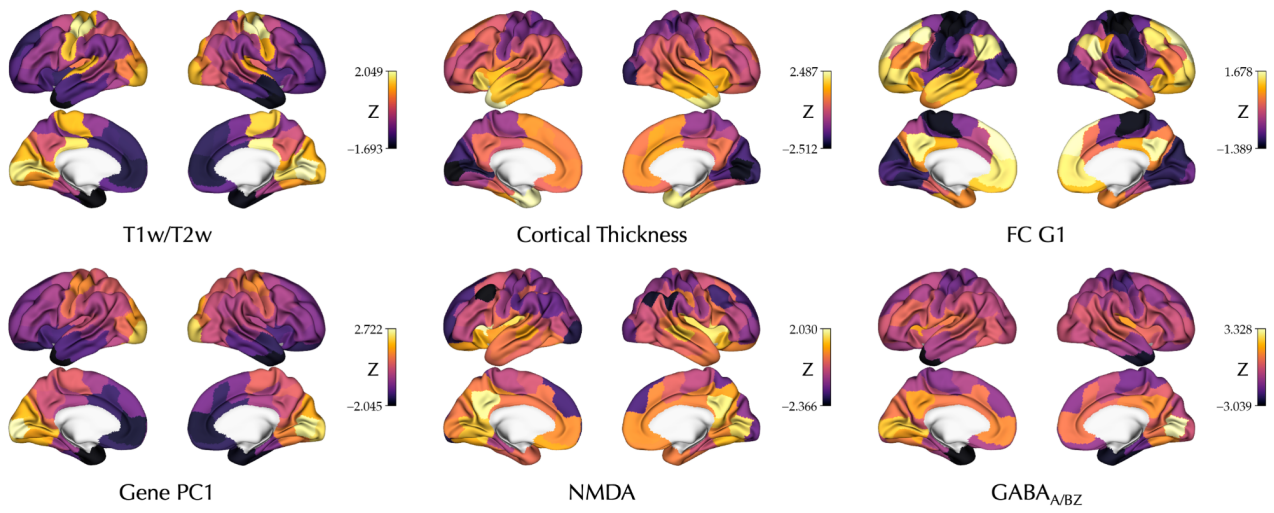 2.049
Z
−1.693
T1w/T2w
2.487
Z
−2.512
Cortical Thickness
1.678
Z
−1.389
FC G1
2.722
Z
−2.045
Gene PC1
2.030
Z
−2.366
NMDA
3.328
Z
−3.039
GABAA/BZ